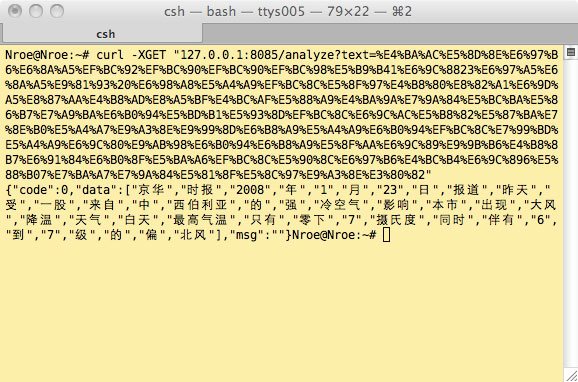 csh — bash — ttys005 — 79×22 — ⌘2
csh
Nroe@Nroe:~# curl -XGET "127.0.0.1:8085/analyze?text=%E4%BA%AC%E5%8D%8E%E6%97%B
6%E6%8A%A5%EF%BC%92%EF%BC%90%EF%BC%90%EF%BC%98%E5%B9%B41%E6%9C%8823%E6%97%A5%E6
%8A%A5%E9%81%93%20%E6%98%A8%E5%A4%A9%EF%BC%8C%E5%8F%97%E4%B8%80%E8%82%A1%E6%9D%
A5%E8%87%AA%E4%B8%AD%E8%A5%BF%E4%BC%AF%E5%88%A9%E4%BA%9A%E7%9A%84%E5%BC%BA%E5%8
6%B7%E7%A9%BA%E6%B0%94%E5%BD%B1%E5%93%8D%EF%BC%8C%E6%9C%AC%E5%B8%82%E5%87%BA%E7
%8E%B0%E5%A4%A7%E9%A3%8E%E9%99%8D%E6%B8%A9%E5%A4%A9%E6%B0%94%EF%BC%8C%E7%99%BD%
E5%A4%A9%E6%9C%80%E9%AB%98%E6%B0%94%E6%B8%A9%E5%8F%AA%E6%9C%89%E9%9B%B6%E4%B8%8
B7%E6%91%84%E6%B0%8F%E5%BA%A6%EF%BC%8C%E5%90%8C%E6%97%B6%E4%BC%B4%E6%9C%896%E5%
88%B07%E7%BA%A7%E7%9A%84%E5%81%8F%E5%8C%97%E9%A3%8E%E3%80%82"
{"code":0,"data":["京华","时报","2008","年","1","月","23","日","报道","昨天","
受","一股","来自","中","西伯利亚","的","强","冷空气","影响","本市","出现","大风
","降温","天气","白天","最高气温","只有","零下","7","摄氏度","同时","伴有","6",
"到","7","级","的","偏","北风"],"msg":""}Nroe@Nroe:~#